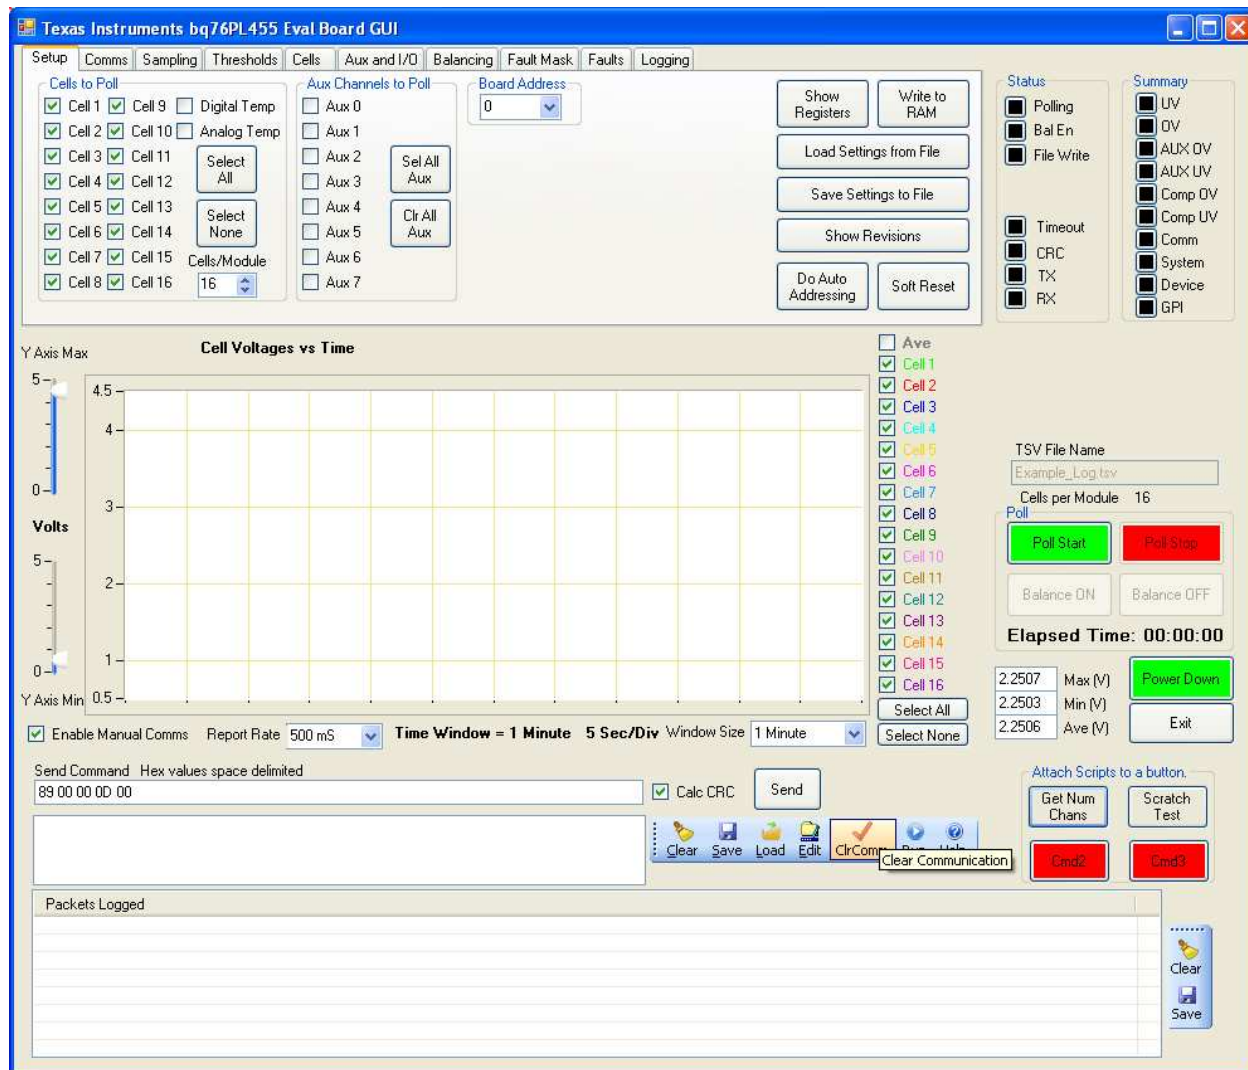 Texas Instruments bq76PL455 Eval Board GUI
Setup Comms Sampling Thresholds Cells Aux and I/O Balancing Fault Mask Faults Logging
Cells to Poll
Cell 1 Cell 9 Digital Temp
Cell 2 Cell 10 Analog Temp
Cell 3 Cell 11
Cell 4 Cell 12
Cell 5 Cell 13
Cell 6 Cell 14
Cell 7 Cell 15
Cell 8 Cell 16
Select All
Select None
Cells/Module
16
Aux Channels to Poll
Aux 0
Aux 1
Aux 2
Aux 3
Aux 4
Aux 5
Aux 6
Aux 7
Sel All Aux
Clr All Aux
Board Address
0
Show Registers
Write to RAM
Load Settings from File
Save Settings to File
Show Revisions
Do Auto Addressing
Soft Reset
Status
Polling
Bal En
File Write
Timeout
CRC
TX
RX
Summary
UV
OV
AUX OV
AUX UV
Comp OV
Comp UV
Comm
System
Device
GPI
Y Axis Max
5
0
Volts
5
0
Y Axis Min
Cell Voltages vs Time
4.5
4
3
2
1
0.5
Ave
Cell 1
Cell 2
Cell 3
Cell 4
Cell 5
Cell 6
Cell 7
Cell 8
Cell 9
Cell 10
Cell 11
Cell 12
Cell 13
Cell 14
Cell 15
Cell 16
Select All
Select None
TSV File Name
Example_Log.tsv
Cells per Module 16
Poll
Poll Start
Poll Stop
Balance ON
Balance OFF
Elapsed Time: 00:00:00
2.2507 Max (V)
2.2503 Min (V)
2.2506 Ave (V)
Power Down
Exit
Enable Manual Comms Report Rate 500 mS Time Window = 1 Minute 5 Sec/Div Window Size 1 Minute
Send Command Hex values space delimited
89 00 00 0D 00
Calc CRC
Send
Clear Save Load Edit ClrComm
Clear Communication
Attach Scripts to a button.
Get Num Chans
Scratch Test
Cmd2
Cmd3
Packets Logged
Clear
Save